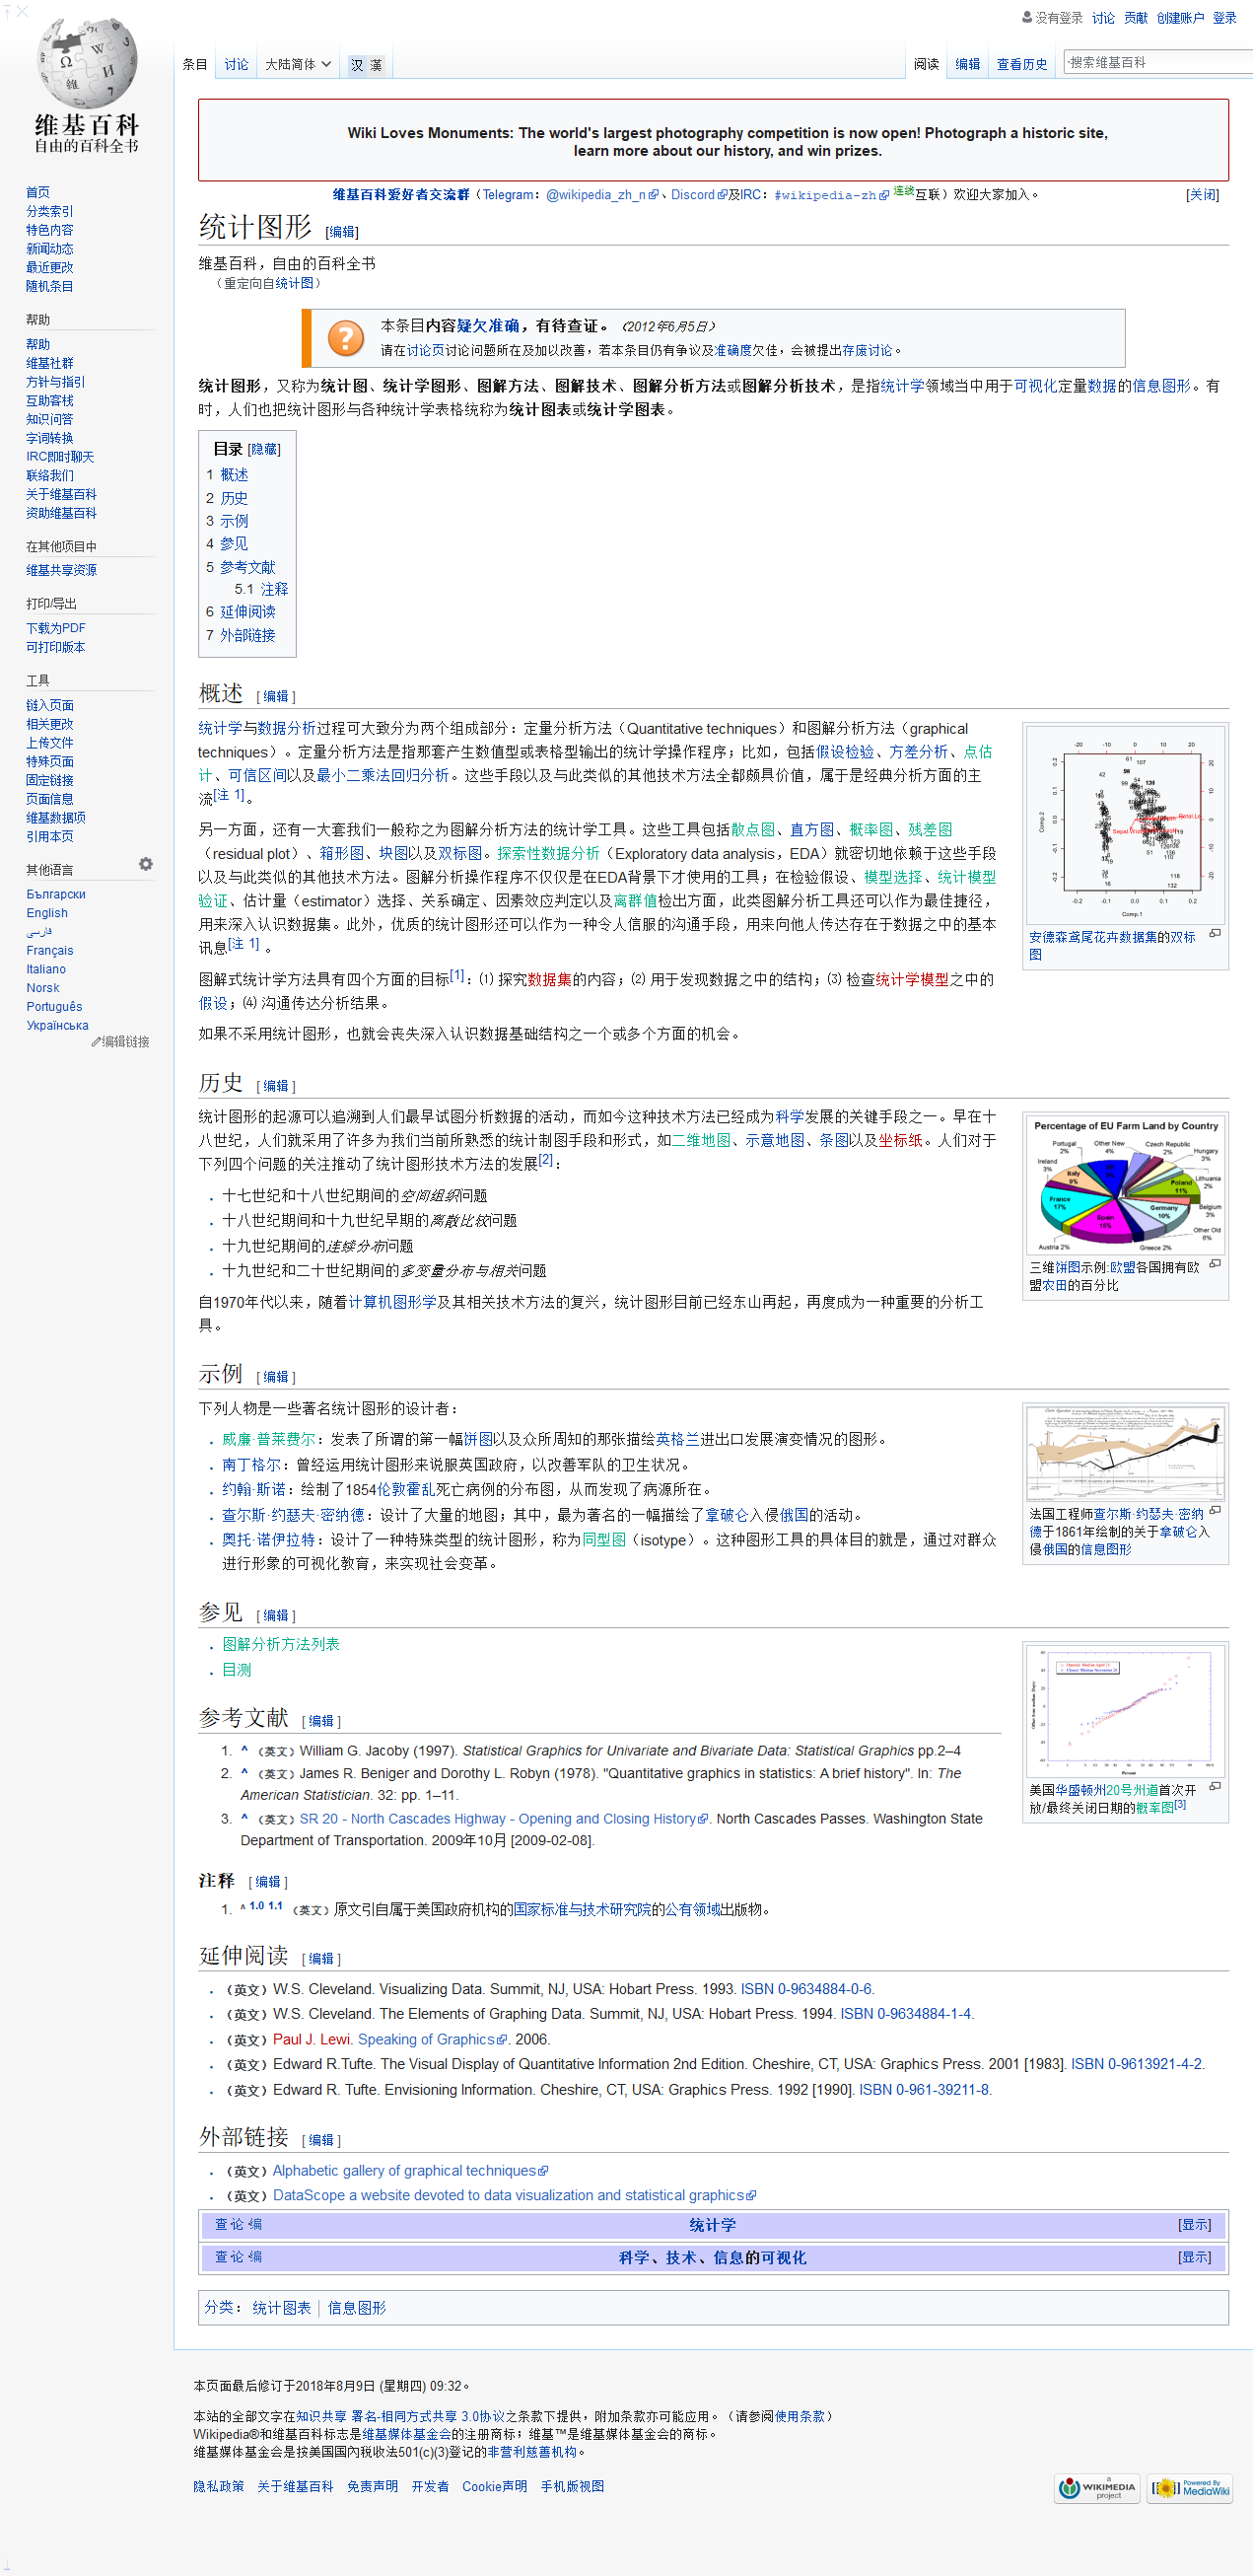 没有登录 讨论 贡献 创建账户 登录
维基百科
自由的百科全书
条目 讨论 大陆简体 汉 漢 阅读 编辑 查看历史 搜索维基百科
首页
分类索引
特色内容
新闻动态
最近更改
随机条目
帮助
帮助
维基社群
方针与指引
互助客栈
知识问答
字词转换
IRC即时聊天
联络我们
关于维基百科
资助维基百科
在其他项目中
维基共享资源
打印/导出
下载为PDF
可打印版本
工具
链入页面
相关更改
上传文件
特殊页面
固定链接
页面信息
维基数据项
引用本页
其他语言
Български
English
فارسی
Français
Italiano
Norsk
Português
Українська
编辑链接
Wiki Loves Monuments: The world's largest photography competition is now open! Photograph a historic site,
learn more about our history, and win prizes.
维基百科爱好者交流群（Telegram：@wikipedia_zh_n、Discord及IRC：#wikipedia-zh 连线互联）欢迎大家加入。 [关闭]
统计图形 [编辑]
维基百科，自由的百科全书
（重定向自统计图）
本条目内容疑欠准确，有待查证。 （2012年6月5日）
请在讨论页讨论问题所在及加以改善，若本条目仍有争议及准确度欠佳，会被提出存废讨论。
统计图形，又称为统计图、统计学图形、图解方法、图解技术、图解分析方法或图解分析技术，是指统计学领域当中用于可视化定量数据的信息图形。有
时，人们也把统计图形与各种统计学表格统称为统计图表或统计学图表。
目录 [隐藏]
1 概述
2 历史
3 示例
4 参见
5 参考文献
5.1 注释
6 延伸阅读
7 外部链接
概述 [编辑]
统计学与数据分析过程可大致分为两个组成部分：定量分析方法（Quantitative techniques）和图解分析方法（graphical
techniques）。定量分析方法是指那套产生数值型或表格型输出的统计学操作程序；比如，包括假设检验、方差分析、点估
计、可信区间以及最小二乘法回归分析。这些手段以及与此类似的其他技术方法全都颇具价值，属于是经典分析方面的主
流[注 1]。
另一方面，还有一大套我们一般称之为图解分析方法的统计学工具。这些工具包括散点图、直方图、概率图、残差图
（residual plot）、箱形图、块图以及双标图。探索性数据分析（Exploratory data analysis，EDA）就密切地依赖于这些手段
以及与此类似的其他技术方法。图解分析操作程序不仅仅是在EDA背景下才使用的工具；在检验假设、模型选择、统计模型
验证、估计量（estimator）选择、关系确定、因素效应判定以及离群值检出方面，此类图解分析工具还可以作为最佳捷径，
用来深入认识数据集。此外，优质的统计图形还可以作为一种令人信服的沟通手段，用来向他人传达存在于数据之中的基本
讯息[注 1] 。
图解式统计学方法具有四个方面的目标[1]：⑴ 探究数据集的内容；⑵ 用于发现数据之中的结构；⑶ 检查统计学模型之中的
假设；⑷ 沟通传达分析结果。
如果不采用统计图形，也就会丧失深入认识数据基础结构之一个或多个方面的机会。
Comp.2
Comp.1
安德森鸢尾花卉数据集的双标
图
历史 [编辑]
统计图形的起源可以追溯到人们最早试图分析数据的活动，而如今这种技术方法已经成为科学发展的关键手段之一。早在十
八世纪，人们就采用了许多为我们当前所熟悉的统计制图手段和形式，如二维地图、示意地图、条图以及坐标纸。人们对于
下列四个问题的关注推动了统计图形技术方法的发展[2]：
十七世纪和十八世纪期间的空间组织问题
十八世纪期间和十九世纪早期的离散比较问题
十九世纪期间的连续分布问题
十九世纪和二十世纪期间的多变量分布与相关问题
自1970年代以来，随着计算机图形学及其相关技术方法的复兴，统计图形目前已经东山再起，再度成为一种重要的分析工
具。
Percentage of EU Farm Land by Country
Portugal 2%
Other New 4%
Czech Republic 3%
Hungary 3%
Lithuania 2%
Ireland 3%
Italy 9%
Poland 11%
France 17%
Belgium 3%
Germany 10%
Spain 15%
Other Old 6%
Austria 2%
Greece 2%
三维饼图示例:欧盟各国拥有欧
盟农田的百分比
示例 [编辑]
下列人物是一些著名统计图形的设计者：
威廉·普莱费尔：发表了所谓的第一幅饼图以及众所周知的那张描绘英格兰进出口发展演变情况的图形。
南丁格尔：曾经运用统计图形来说服英国政府，以改善军队的卫生状况。
约翰·斯诺：绘制了1854伦敦霍乱死亡病例的分布图，从而发现了病源所在。
查尔斯·约瑟夫·密纳德：设计了大量的地图；其中，最为著名的一幅描绘了拿破仑入侵俄国的活动。
奥托·诺伊拉特：设计了一种特殊类型的统计图形，称为同型图（isotype）。这种图形工具的具体目的就是，通过对群众
进行形象的可视化教育，来实现社会变革。
法国工程师查尔斯·约瑟夫·密纳
德于1861年绘制的关于拿破仑入
侵俄国的信息图形
参见 [编辑]
图解分析方法列表
目测
美国华盛顿州20号州道首次开
放/最终关闭日期的概率图[3]
参考文献 [编辑]
1. ^ （英文）William G. Jacoby (1997). Statistical Graphics for Univariate and Bivariate Data: Statistical Graphics pp.2–4
2. ^ （英文）James R. Beniger and Dorothy L. Robyn (1978). "Quantitative graphics in statistics: A brief history". In: The
American Statistician. 32: pp. 1–11.
3. ^ （英文）SR 20 - North Cascades Highway - Opening and Closing History. North Cascades Passes. Washington State
Department of Transportation. 2009年10月 [2009-02-08].
注释 [编辑]
1. ^ 1.0 1.1 （英文）原文引自属于美国政府机构的国家标准与技术研究院的公有领域出版物。
延伸阅读 [编辑]
（英文）W.S. Cleveland. Visualizing Data. Summit, NJ, USA: Hobart Press. 1993. ISBN 0-9634884-0-6.
（英文）W.S. Cleveland. The Elements of Graphing Data. Summit, NJ, USA: Hobart Press. 1994. ISBN 0-9634884-1-4.
（英文）Paul J. Lewi. Speaking of Graphics. 2006.
（英文）Edward R.Tufte. The Visual Display of Quantitative Information 2nd Edition. Cheshire, CT, USA: Graphics Press. 2001 [1983]. ISBN 0-9613921-4-2.
（英文）Edward R. Tufte. Envisioning Information. Cheshire, CT, USA: Graphics Press. 1992 [1990]. ISBN 0-961-39211-8.
外部链接 [编辑]
（英文）Alphabetic gallery of graphical techniques
（英文）DataScope a website devoted to data visualization and statistical graphics
查·论·编 统计学 [显示]
查·论·编 科学、技术、信息的可视化 [显示]
分类： 统计图表 信息图形
本页面最后修订于2018年8月9日 (星期四) 09:32。
本站的全部文字在知识共享 署名-相同方式共享 3.0协议之条款下提供，附加条款亦可能应用。（请参阅使用条款）
Wikipedia®和维基百科标志是维基媒体基金会的注册商标；维基™是维基媒体基金会的商标。
维基媒体基金会是按美国国內税收法501(c)(3)登记的非营利慈善机构。
隐私政策 关于维基百科 免责声明 开发者 Cookie声明 手机版视图
a WIKIMEDIA project
Powered By MediaWiki